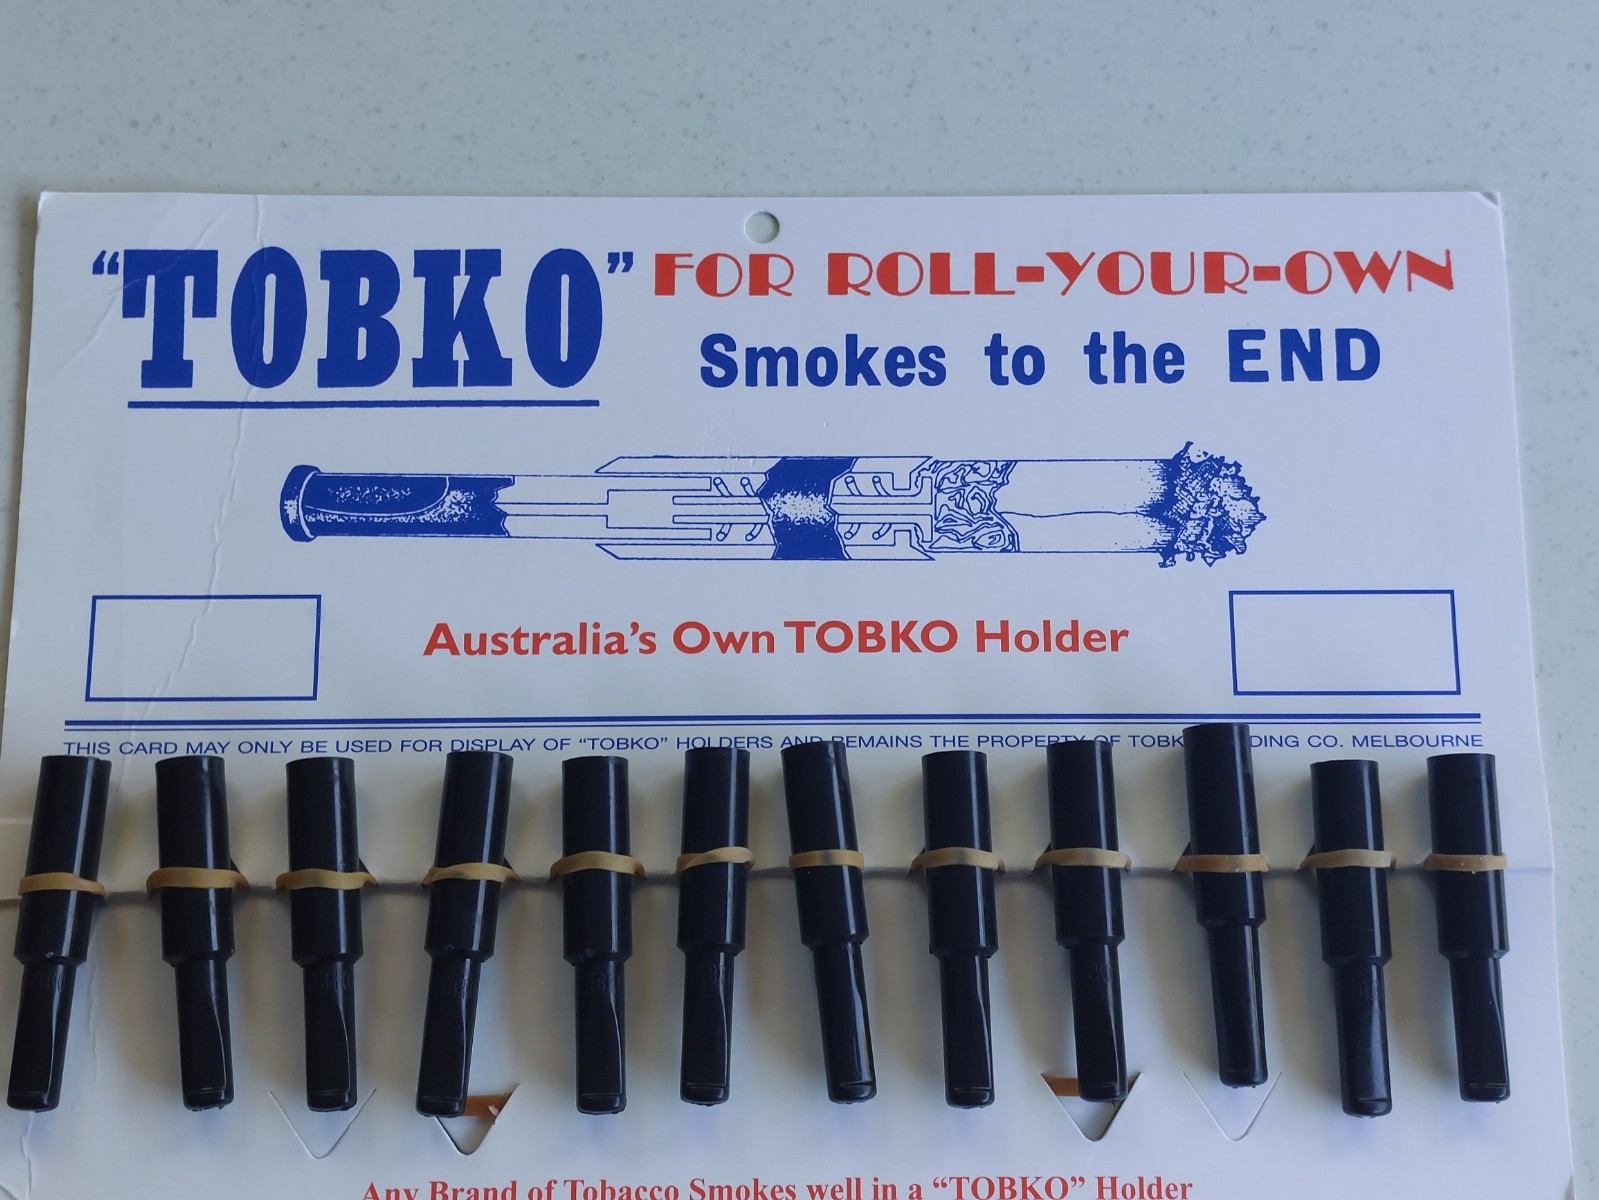 “TOBKO”
FOR ROLL-YOUR-OWN
Smokes to the END
Australia's Own TOBKO Holder
THIS CARD MAY ONLY BE USED FOR DISPLAY OF “TOBKO” HOLDERS AND REMAINS THE PROPERTY OF CO. MELBOURNE
Any Brand of Tobacco Smokes well in a “TOBKO” Holder